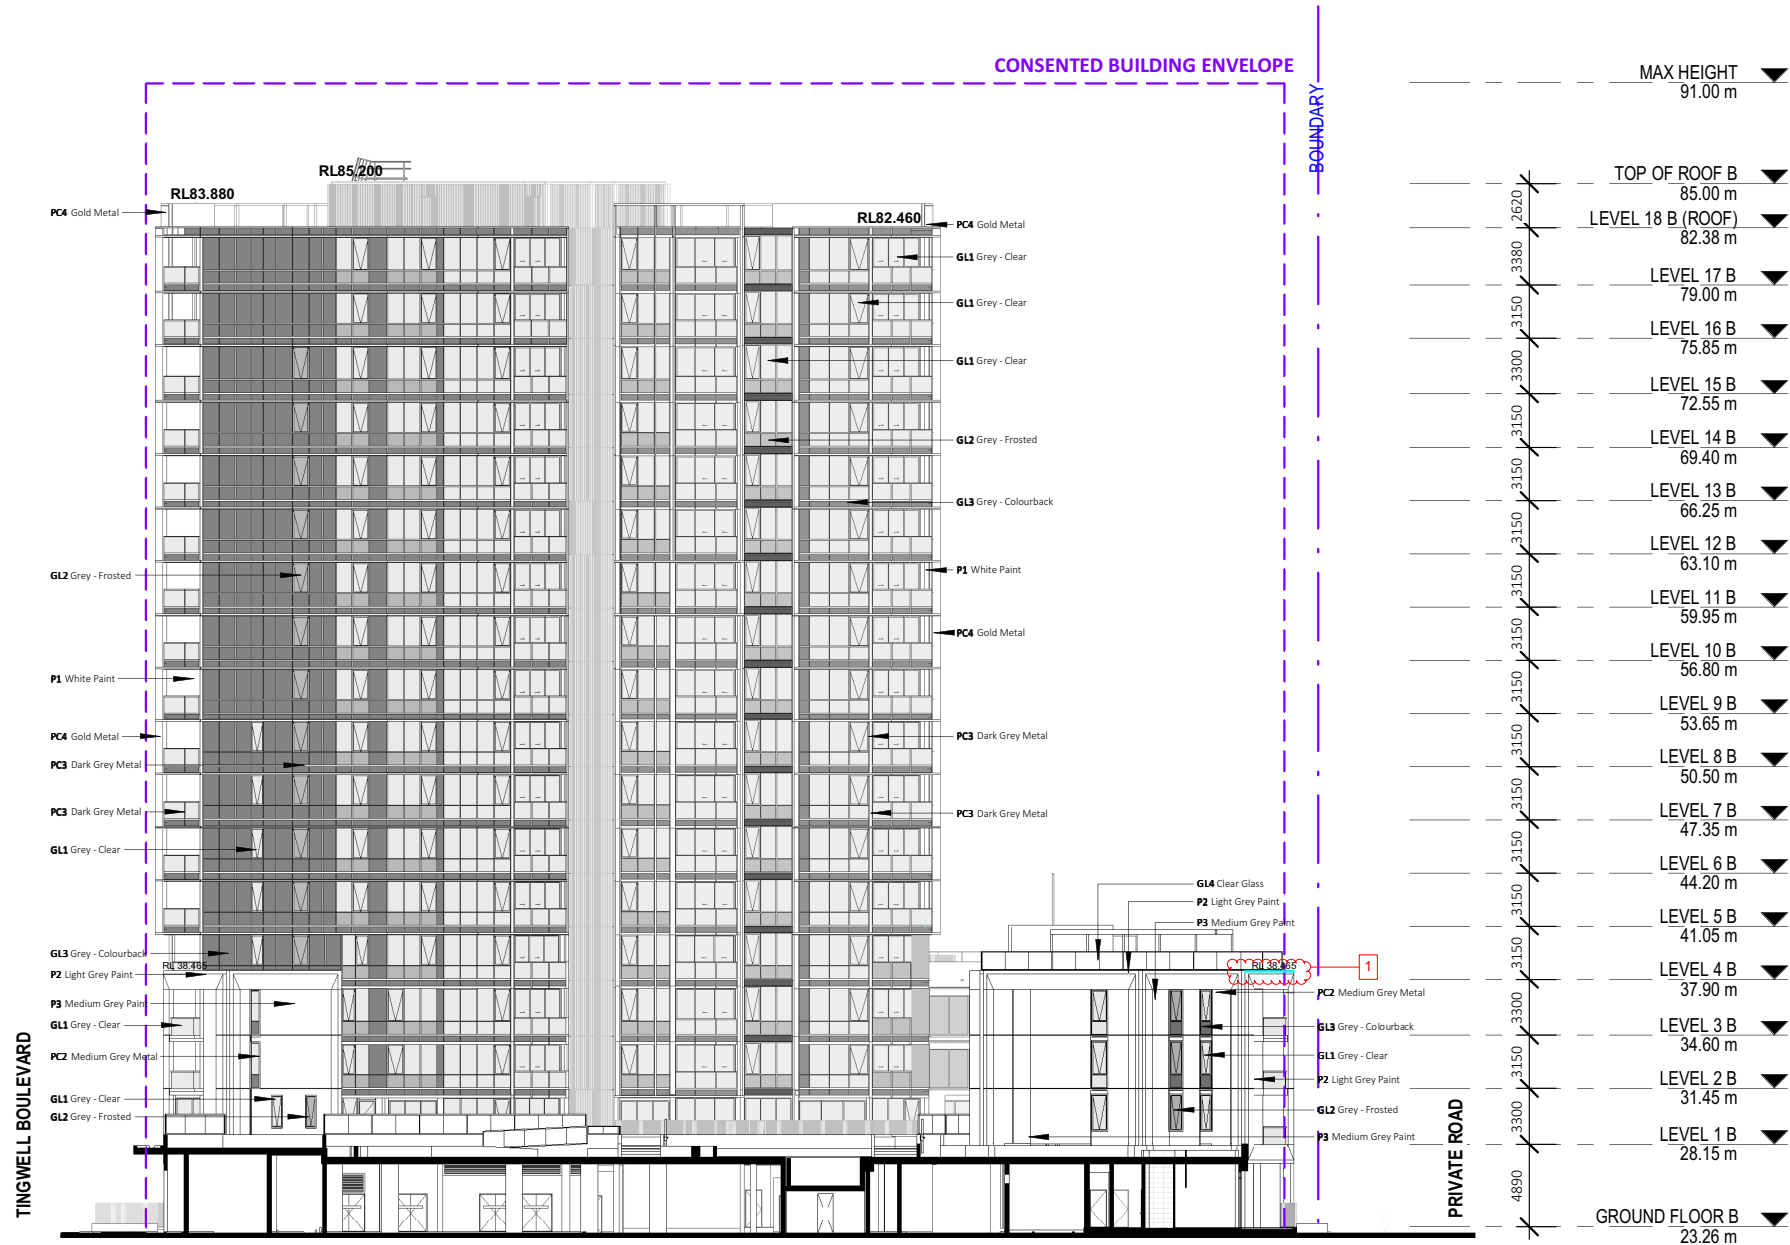 CONSENTED BUILDING ENVELOPE
BOUNDARY
MAX HEIGHT
91.00 m
RL85.200
RL83.880
RL82.460
TOP OF ROOF B
85.00 m
2620
LEVEL 18 B (ROOF)
82.38 m
3380
LEVEL 17 B
79.00 m
3150
LEVEL 16 B
75.85 m
3300
LEVEL 15 B
72.55 m
3150
LEVEL 14 B
69.40 m
3150
LEVEL 13 B
66.25 m
3150
LEVEL 12 B
63.10 m
3150
LEVEL 11 B
59.95 m
3150
LEVEL 10 B
56.80 m
3150
LEVEL 9 B
53.65 m
3150
LEVEL 8 B
50.50 m
3150
LEVEL 7 B
47.35 m
3150
LEVEL 6 B
44.20 m
3150
LEVEL 5 B
41.05 m
3150
LEVEL 4 B
37.90 m
3300
LEVEL 3 B
34.60 m
3150
LEVEL 2 B
31.45 m
3300
LEVEL 1 B
28.15 m
4890
GROUND FLOOR B
23.26 m
PC4 Gold Metal
GL2 Grey - Frosted
P1 White Paint
PC4 Gold Metal
PC3 Dark Grey Metal
PC3 Dark Grey Metal
GL1 Grey - Clear
GL3 Grey - Colourback
RL 38.465
P2 Light Grey Paint
P3 Medium Grey Paint
GL1 Grey - Clear
PC2 Medium Grey Metal
GL1 Grey - Clear
GL2 Grey - Frosted
PC4 Gold Metal
GL1 Grey - Clear
GL1 Grey - Clear
GL1 Grey - Clear
GL2 Grey - Frosted
GL3 Grey - Colourback
P1 White Paint
PC4 Gold Metal
PC3 Dark Grey Metal
PC3 Dark Grey Metal
GL4 Clear Glass
P2 Light Grey Paint
P3 Medium Grey Paint
RL 38.465
1
PC2 Medium Grey Metal
GL3 Grey - Colourback
GL1 Grey - Clear
P2 Light Grey Paint
GL2 Grey - Frosted
P3 Medium Grey Paint
TINGWELL BOULEVARD
PRIVATE ROAD